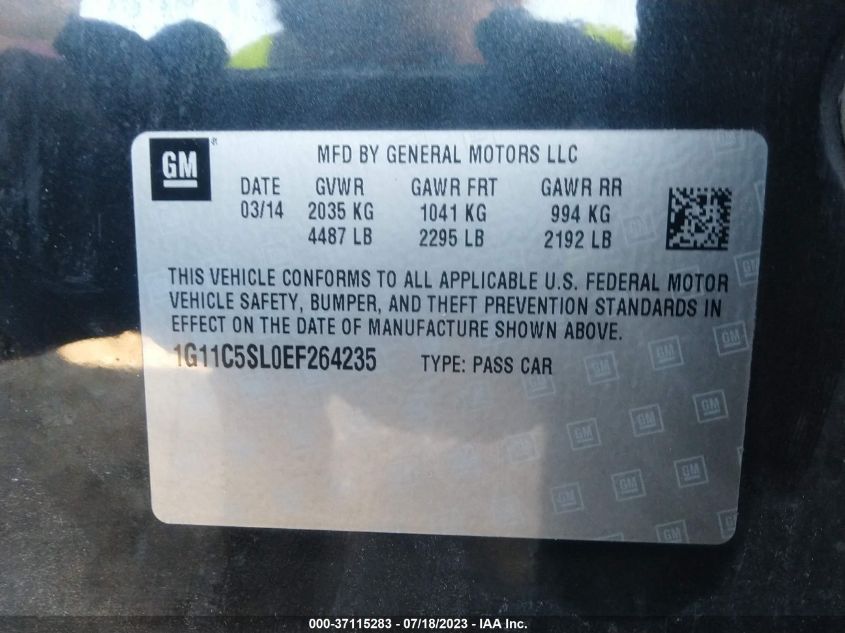 GM
MFD BY GENERAL MOTORS LLC
DATE GVWR GAWR FRT GAWR RR
03/14 2035 KG 1041 KG 994 KG
4487 LB 2295 LB 2192 LB
THIS VEHICLE CONFORMS TO ALL APPLICABLE U.S. FEDERAL MOTOR
VEHICLE SAFETY, BUMPER, AND THEFT PREVENTION STANDARDS IN
EFFECT ON THE DATE OF MANUFACTURE SHOWN ABOVE.
1G11C5SL0EF264235 TYPE: PASS CAR
000-37115283 - 07/18/2023 - IAA Inc.